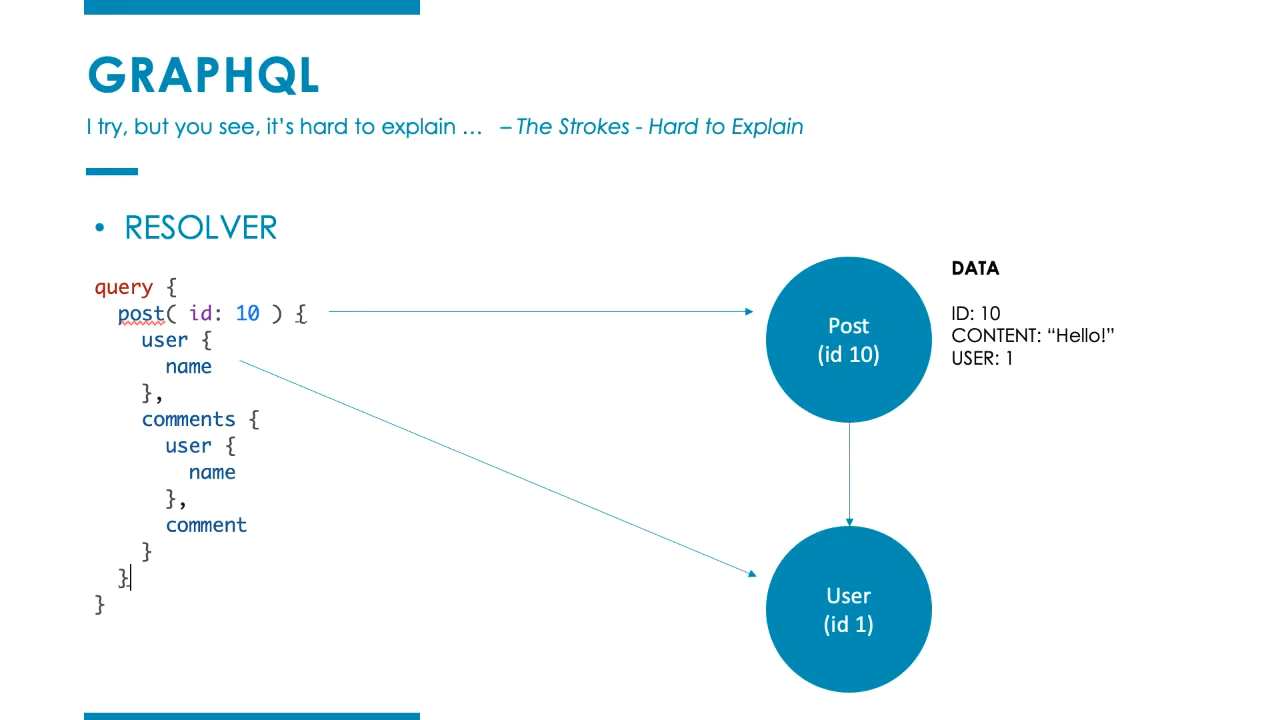 GRAPHQL
I try, but you see, it’s hard to explain … – The Strokes - Hard to Explain
• RESOLVER
query {
  post( id: 10 ) {
    user {
      name
    },
    comments {
      user {
        name
      },
      comment
    }
  }
}
Post
(id 10)
DATA
ID: 10
CONTENT: “Hello!”
USER: 1
User
(id 1)